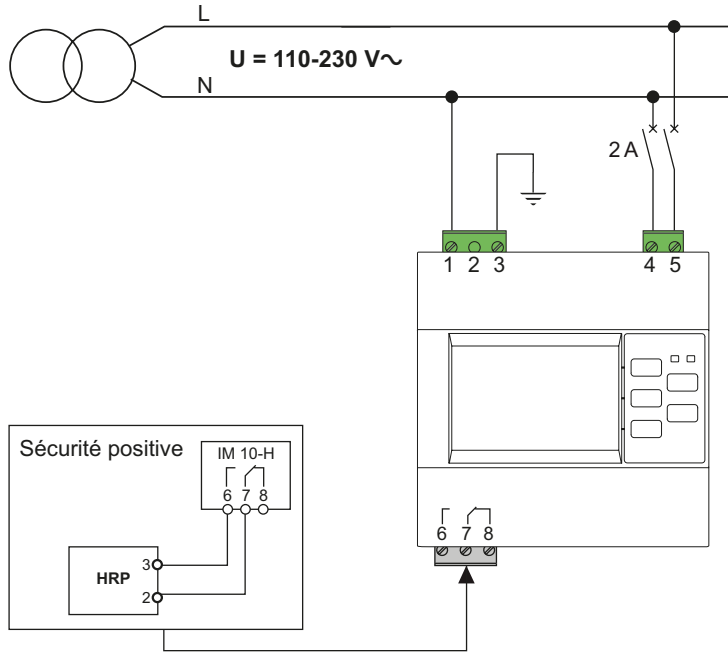 L
U = 110-230 V~
N
2 A
1 2 3
4 5
Sécurité positive
IM 10-H
6 7 8
3
HRP
2
6 7 8